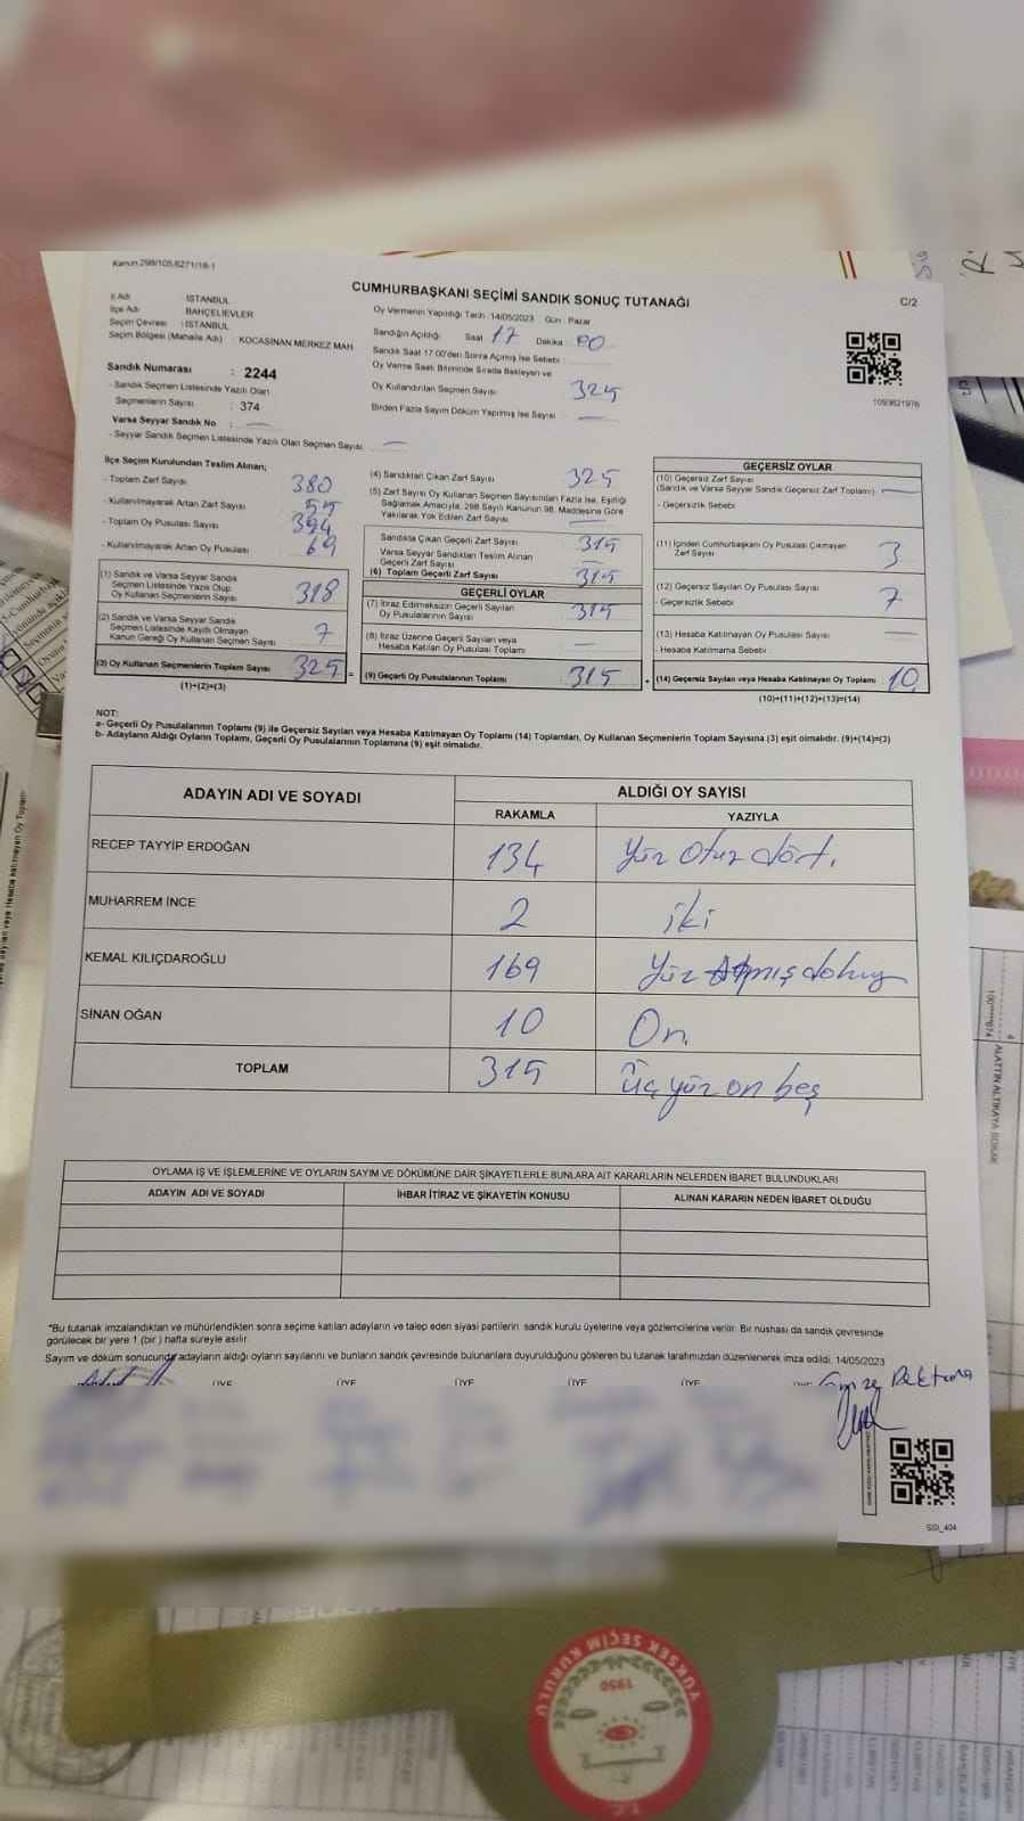 Kanun 298/105,6271/18-1
CUMHURBAŞKANI SEÇİMİ SANDIK SONUÇ TUTANAĞI
C/2
İl Adı : İSTANBUL
İlçe Adı : BAHÇELİEVLER
Seçim Çevresi : İSTANBUL
Seçim Bölgesi (Mahalle Adı) : KOCASİNAN MERKEZ MAH
Sandık Numarası : 2244
- Sandık Seçmen Listesinde Yazılı Olan
Seçmenlerin Sayısı : 374
Varsa Seyyar Sandık No : —
- Seyyar Sandık Seçmen Listesinde Yazılı Olan Seçmen Sayısı —
Oy Vermenin Yapıldığı Tarih : 14/05/2023 Gün : Pazar
Sandığın Açıldığı Saat 17 Dakika 00
Sandık Saat 17:00'den Sonra Açılmış İse Sebebi :
Oy Verme Saati Bitiminde Sırada Bekleyen ve
Oy Kullandırılan Seçmen Sayısı 325
Birden Fazla Sayım Döküm Yapılmış İse Sayısı —
1093621976
İlçe Seçim Kurulundan Teslim Alınan;
- Toplam Zarf Sayısı 380
- Kullanılmayarak Artan Zarf Sayısı 55
- Toplam Oy Pusulası Sayısı 394
- Kullanılmayarak Artan Oy Pusulası 69
(1) Sandık ve Varsa Seyyar Sandık
Seçmen Listesinde Yazılı Olup,
Oy Kullanan Seçmenlerin Sayısı 318
(2) Sandık ve Varsa Seyyar Sandık
Seçmen Listesinde Kayıtlı Olmayan
Kanun Gereği Oy Kullanan Seçmen Sayısı 7
(3) Oy Kullanan Seçmenlerin Toplam Sayısı 325 =
(1)+(2)=(3)
(4) Sandıktan Çıkan Zarf Sayısı 325
(5) Zarf Sayısı Oy Kullanan Seçmen Sayısından Fazla İse, Eşitliği
Sağlamak Amacıyla, 298 Sayılı Kanunun 98. Maddesine Göre
Yakılarak Yok Edilen Zarf Sayısı —
Sandıkta Çıkan Geçerli Zarf Sayısı 315
Varsa Seyyar Sandıktan Teslim Alınan
Geçerli Zarf Sayısı —
(6) Toplam Geçerli Zarf Sayısı 315
GEÇERLİ OYLAR
(7) İtiraz Edilmeksizin Geçerli Sayılan
Oy Pusulalarının Sayısı 315
(8) İtiraz Üzerine Geçerli Sayılan veya
Hesaba Katılan Oy Pusulası Toplamı —
(9) Geçerli Oy Pusulalarının Toplamı 315 +
GEÇERSİZ OYLAR
(10) Geçersiz Zarf Sayısı
(Sandık ve Varsa Seyyar Sandık Geçersiz Zarf Toplamı) —
- Geçersizlik Sebebi
(11) İçinden Cumhurbaşkanı Oy Pusulası Çıkmayan
Zarf Sayısı 3
(12) Geçersiz Sayılan Oy Pusulası Sayısı 7
- Geçersizlik Sebebi
(13) Hesaba Katılmayan Oy Pusulası Sayısı —
- Hesaba Katılmama Sebebi
(14) Geçersiz Sayılan veya Hesaba Katılmayan Oy Toplamı 10
(10)+(11)+(12)+(13)=(14)
NOT:
a- Geçerli Oy Pusulalarının Toplamı (9) ile Geçersiz Sayılan veya Hesaba Katılmayan Oy Toplamı (14) Toplamları, Oy Kullanan Seçmenlerin Toplam Sayısına (3) eşit olmalıdır. (9)+(14)=(3)
b- Adayların Aldığı Oyların Toplamı, Geçerli Oy Pusulalarının Toplamına (9) eşit olmalıdır.
ADAYIN ADI VE SOYADI ALDIĞI OY SAYISI
RAKAMLA YAZIYLA
RECEP TAYYİP ERDOĞAN 134 Yüz Otuz dört.
MUHARREM İNCE 2 iki
KEMAL KILIÇDAROĞLU 169 Yüz Atmış dokuz
SİNAN OĞAN 10 On
TOPLAM 315 Üç yüz on beş
OYLAMA İŞ VE İŞLEMLERİNE VE OYLARIN SAYIM VE DÖKÜMÜNE DAİR ŞİKAYETLERLE BUNLARA AİT KARARLARIN NELERDEN İBARET BULUNDUKLARI
ADAYIN ADI VE SOYADI İHBAR İTİRAZ VE ŞİKAYETİN KONUSU ALINAN KARARIN NEDEN İBARET OLDUĞU
*Bu tutanak imzalandıktan ve mühürlendikten sonra seçime katılan adayların ve talep eden siyasi partilerin sandık kurulu üyelerine veya gözlemcilerine verilir. Bir nüshası da sandık çevresinde
görülecek bir yere 1 (bir ) hafta süreyle asılır.
Sayım ve döküm sonucunda adayların aldığı oyların sayılarını ve bunların sandık çevresinde bulunanlara duyurulduğunu gösteren bu tutanak tarafımızdan düzenlenerek imza edildi. 14/05/2023
ÜYE ÜYE ÜYE ÜYE ÜYE
SSI_404
YÜKSEK SEÇİM KURULU
1950
T.C.